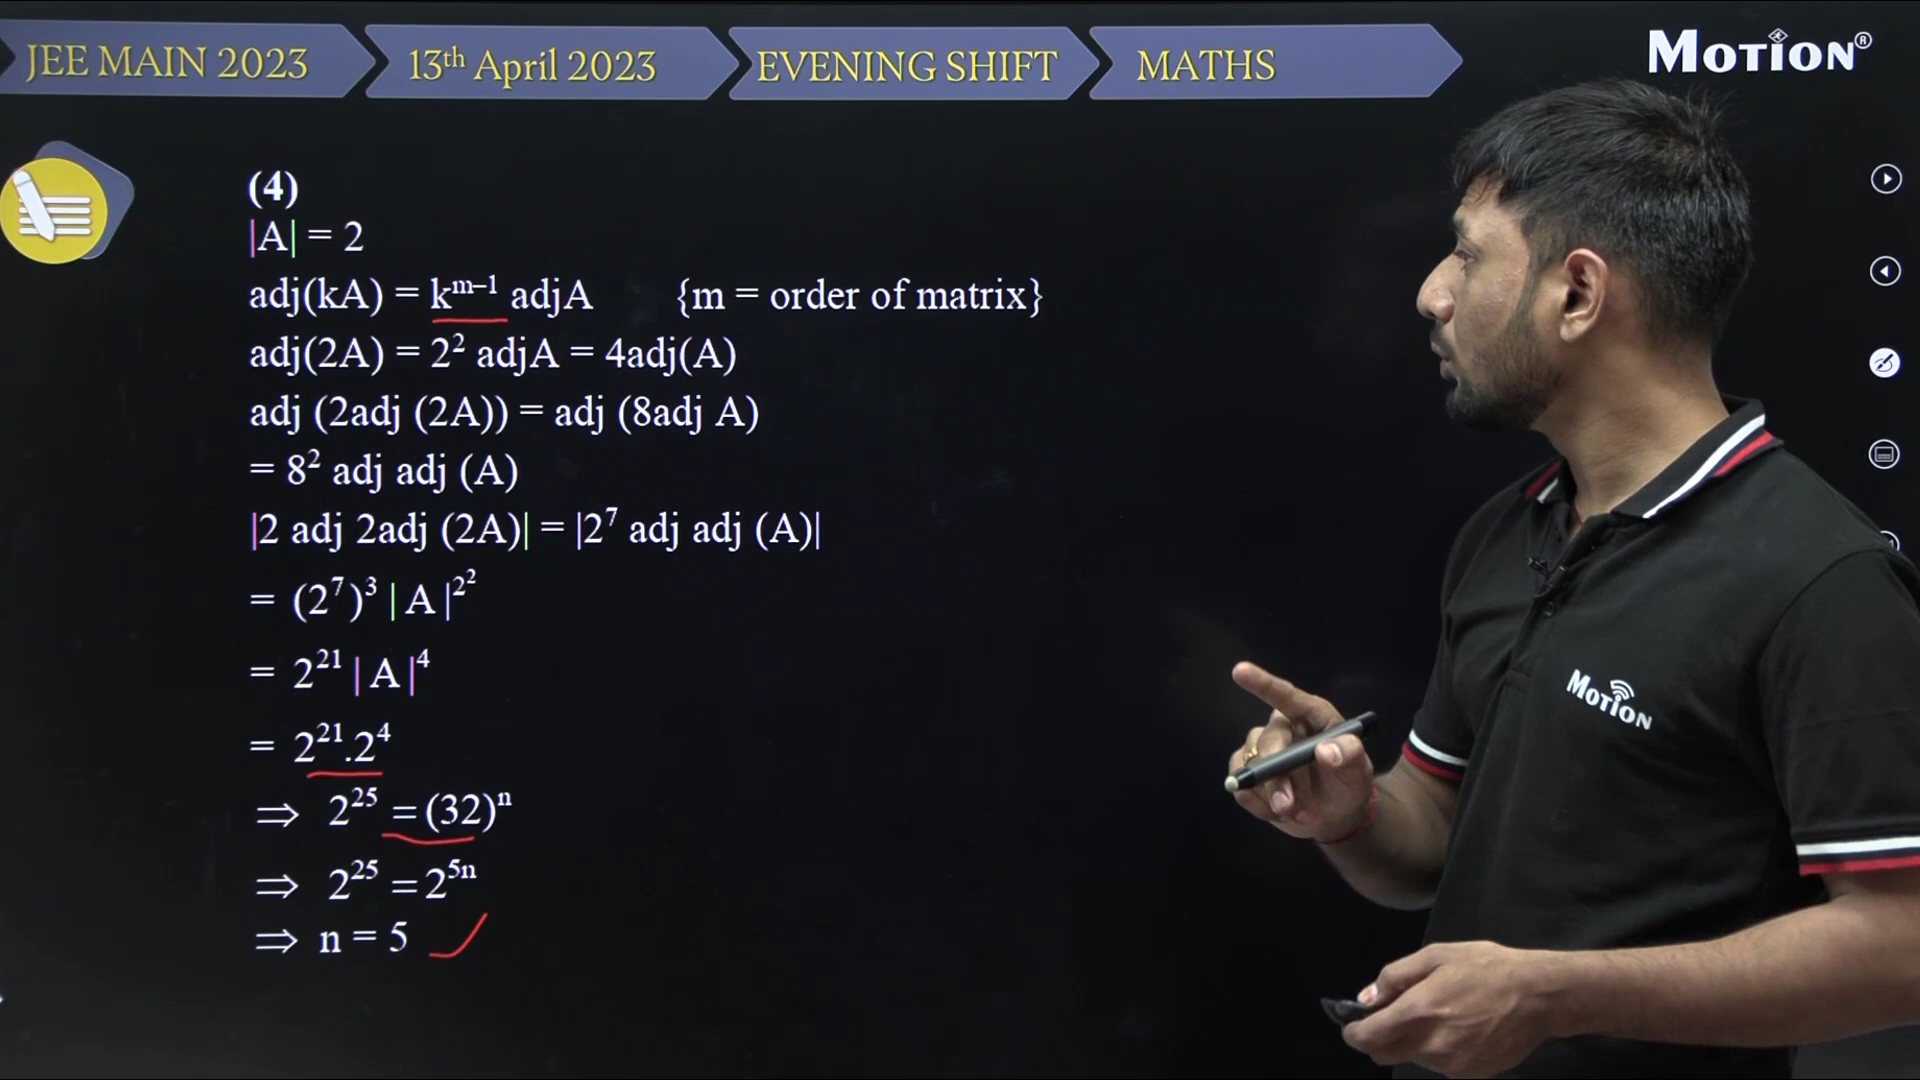 JEE MAIN 2023 13th April 2023 EVENING SHIFT MATHS
MOTION®
(4)
|A| = 2
adj(kA) = k^{m–1} adjA {m = order of matrix}
adj(2A) = 2² adjA = 4adj(A)
adj (2adj (2A)) = adj (8adj A)
= 8² adj adj (A)
|2 adj 2adj (2A)| = |2⁷ adj adj (A)|
= (2⁷)³ | A |^{2²}
= 2²¹ | A |⁴
= 2²¹.2⁴
⇒ 2²⁵ = (32)ⁿ
⇒ 2²⁵ = 2⁵ⁿ
⇒ n = 5
MOTION